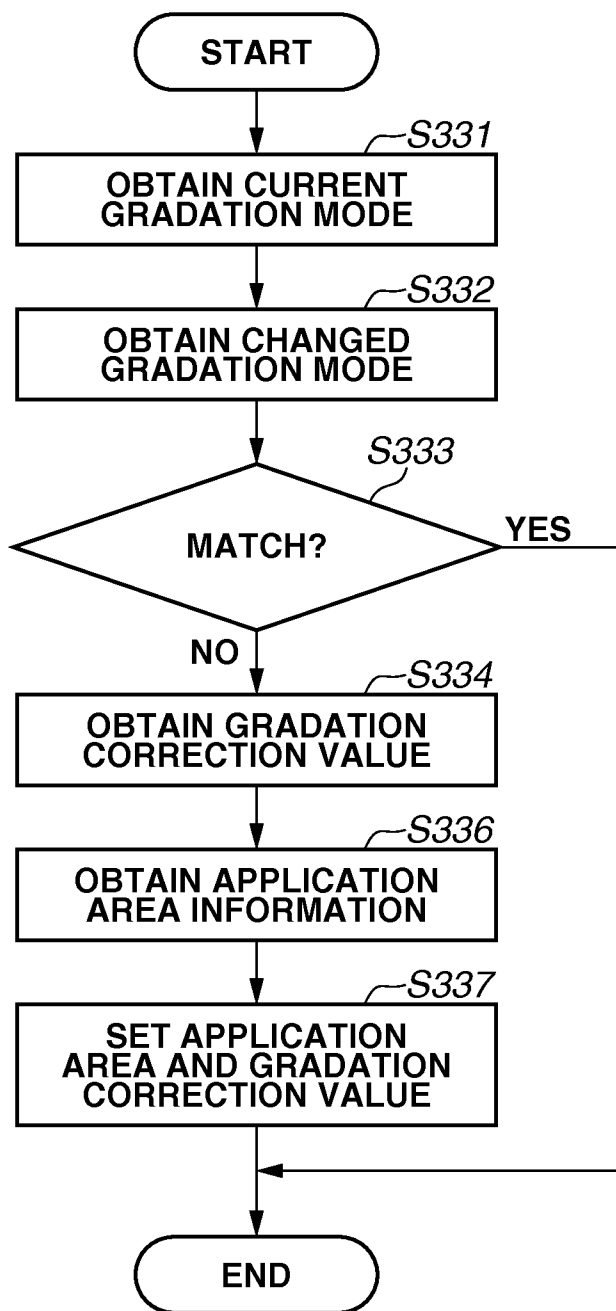 START
S331
OBTAIN CURRENT
GRADATION MODE
S332
OBTAIN CHANGED
GRADATION MODE
S333
MATCH?
YES
NO
S334
OBTAIN GRADATION
CORRECTION VALUE
S336
OBTAIN APPLICATION
AREA INFORMATION
S337
SET APPLICATION
AREA AND GRADATION
CORRECTION VALUE
END